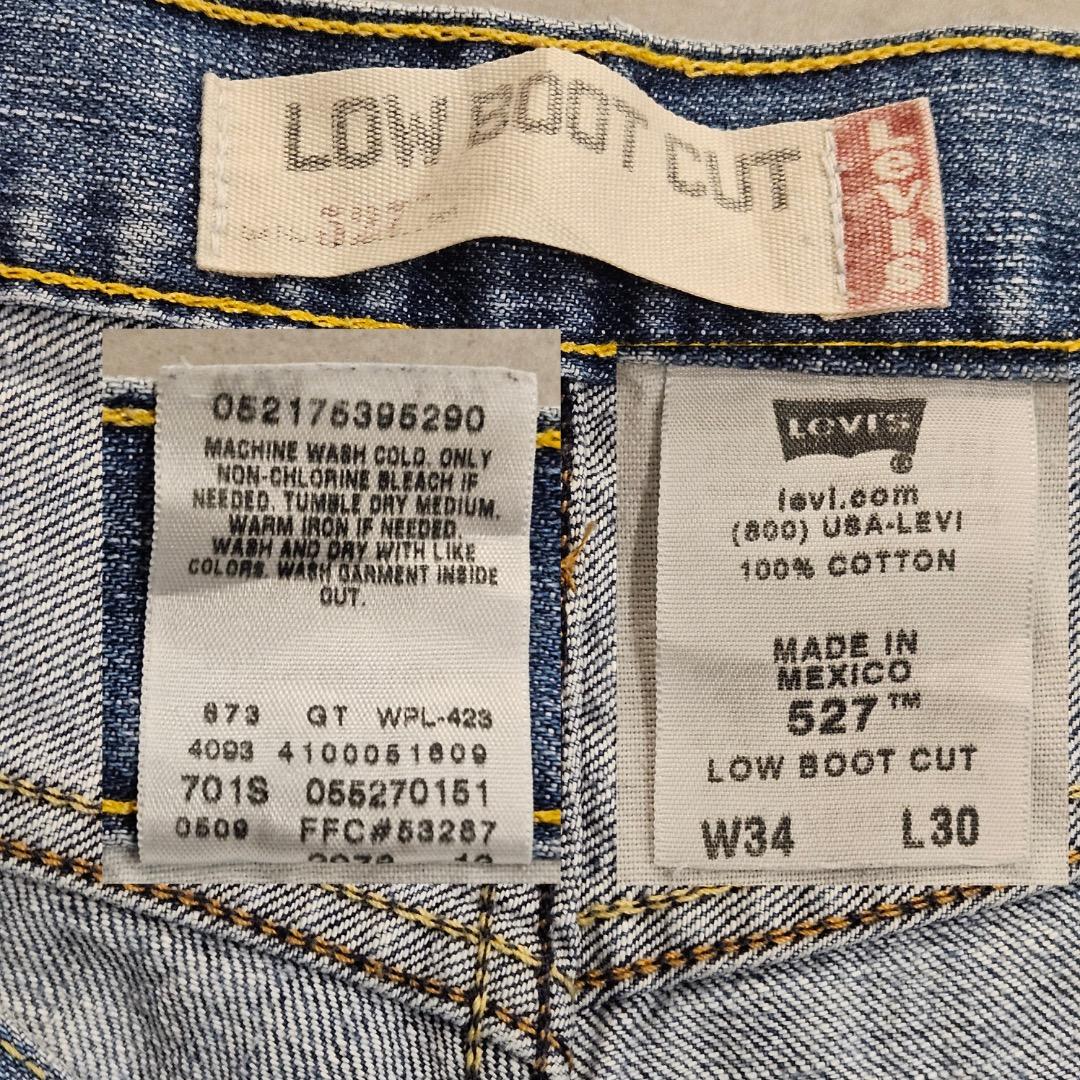 LOW BOOT CUT
527
LEVI'S
052175395290
MACHINE WASH COLD. ONLY
NON-CHLORINE BLEACH IF
NEEDED. TUMBLE DRY MEDIUM.
WARM IRON IF NEEDED.
WASH AND DRY WITH LIKE
COLORS. WASH GARMENT INSIDE
OUT.
873 GT WPL-423
4093 4100051609
701S 055270151
0509 FFC#53287
LEVI'S
®
levi.com
(800) USA-LEVI
100% COTTON
MADE IN
MEXICO
527™
LOW BOOT CUT
W34 L30